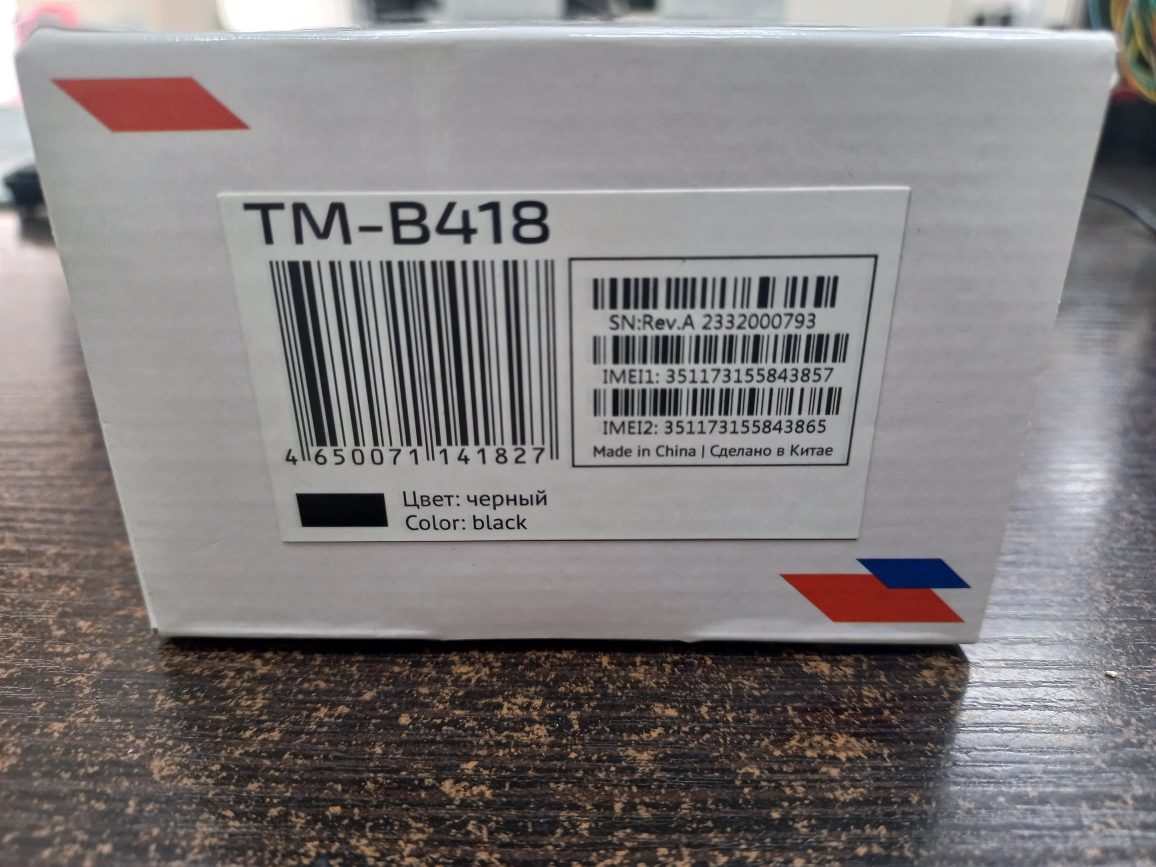 TM-B418
4 650071 141827
SN:Rev.A 2332000793
IMEI1: 351173155843857
IMEI2: 351173155843865
Made in China | Сделано в Китае
Цвет: черный
Color: black